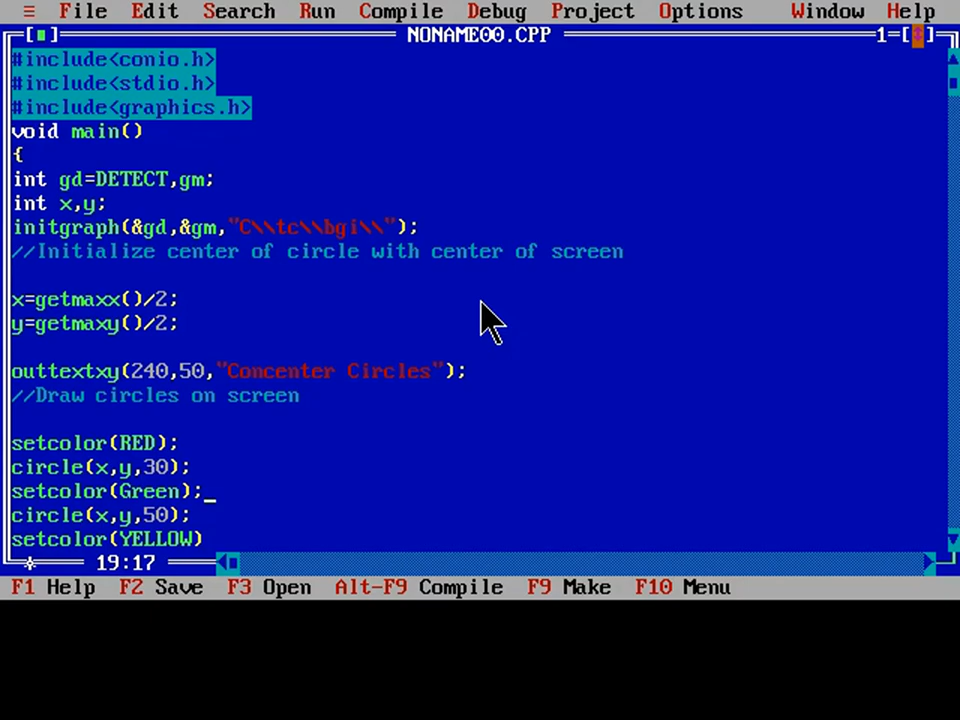 ≡ File Edit Search Run Compile Debug Project Options Window Help
[■] NONAME00.CPP 1=[↕]
#include<conio.h>
#include<stdio.h>
#include<graphics.h>
void main()
{
int gd=DETECT,gm;
int x,y;
initgraph(&gd,&gm,"C\\tc\\bgi\\");
//Initialize center of circle with center of screen
x=getmaxx()/2;
y=getmaxy()/2;
outtextxy(240,50,"Concenter Circles");
//Draw circles on screen
setcolor(RED);
circle(x,y,30);
setcolor(Green);_
circle(x,y,50);
setcolor(YELLOW)
19:17
F1 Help F2 Save F3 Open Alt-F9 Compile F9 Make F10 Menu